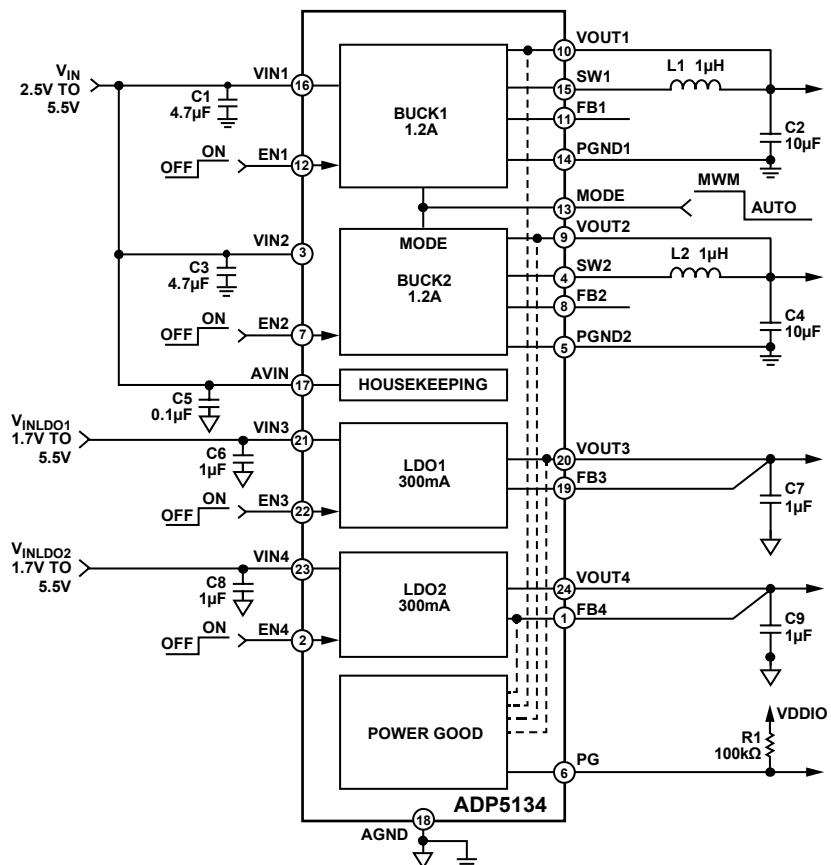 V_IN
2.5V TO
5.5V
C1
4.7µF
VIN1
16
OFF
ON
EN1
12
BUCK1
1.2A
10
VOUT1
15
SW1
L1 1µH
11
FB1
14
PGND1
C2
10µF
13
MODE
MWM
AUTO
VIN2
3
C3
4.7µF
OFF
ON
EN2
7
MODE
BUCK2
1.2A
9
VOUT2
4
SW2
L2 1µH
8
FB2
5
PGND2
C4
10µF
AVIN
17
C5
0.1µF
HOUSEKEEPING
V_INLDO1
1.7V TO
5.5V
VIN3
21
C6
1µF
OFF
ON
EN3
22
LDO1
300mA
20
VOUT3
19
FB3
C7
1µF
V_INLDO2
1.7V TO
5.5V
VIN4
23
C8
1µF
OFF
ON
EN4
2
LDO2
300mA
24
VOUT4
1
FB4
C9
1µF
POWER GOOD
VDDIO
R1
100kΩ
6
PG
ADP5134
18
AGND